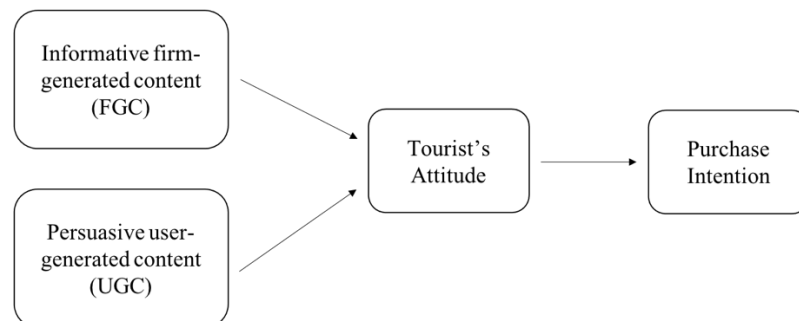 Informative firm-
generated content
(FGC)
Tourist's
Attitude
Purchase
Intention
Persuasive user-
generated content
(UGC)